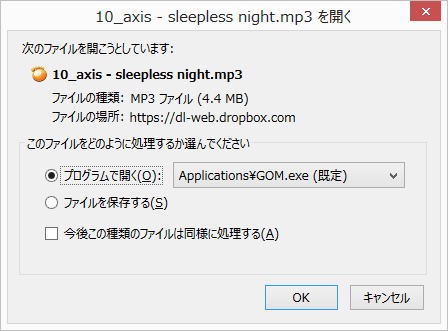 10_axis - sleepless night.mp3 を開く
次のファイルを開こうとしています:
10_axis - sleepless night.mp3
ファイルの種類: MP3 ファイル (4.4 MB)
ファイルの場所: https://dl-web.dropbox.com
このファイルをどのように処理するか選んでください
プログラムで開く(O): Applications¥GOM.exe (既定)
ファイルを保存する(S)
今後この種類のファイルは同様に処理する(A)
OK キャンセル